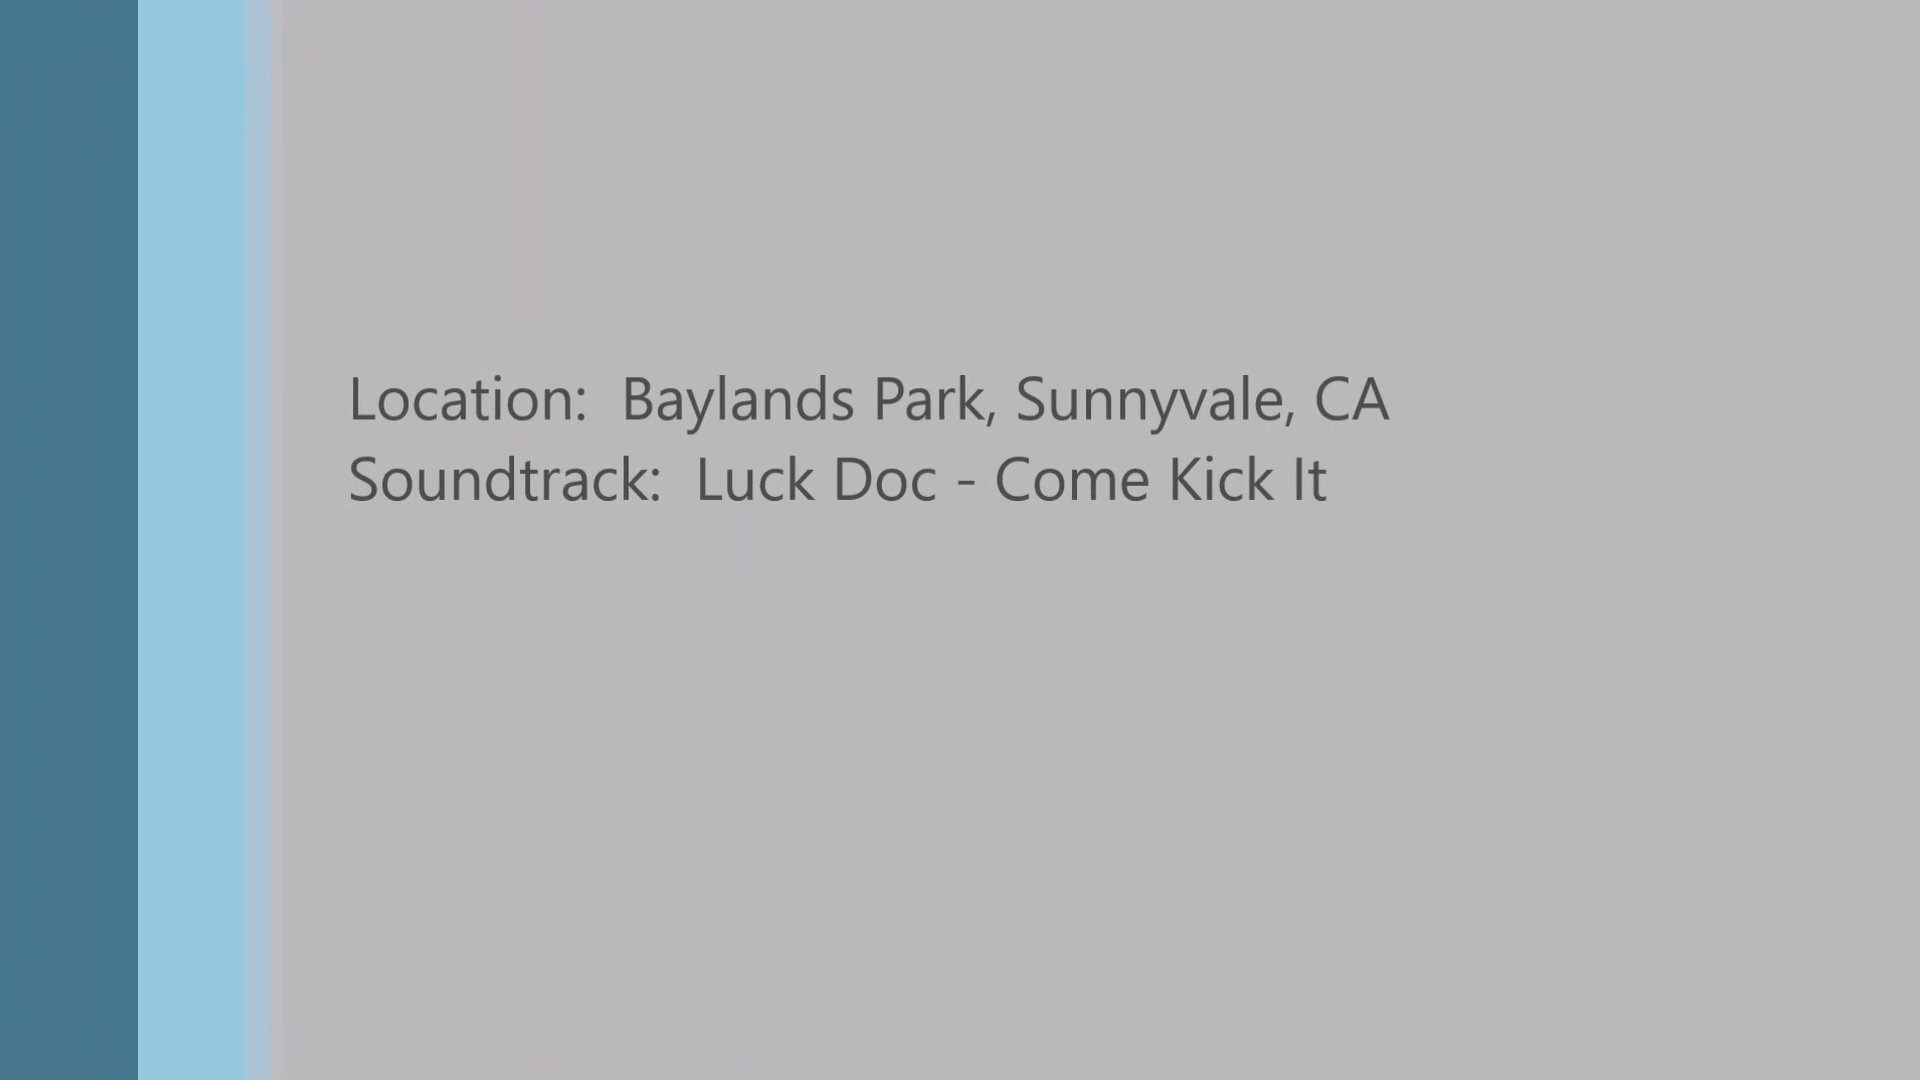 Location:  Baylands Park, Sunnyvale, CA
Soundtrack:  Luck Doc - Come Kick It